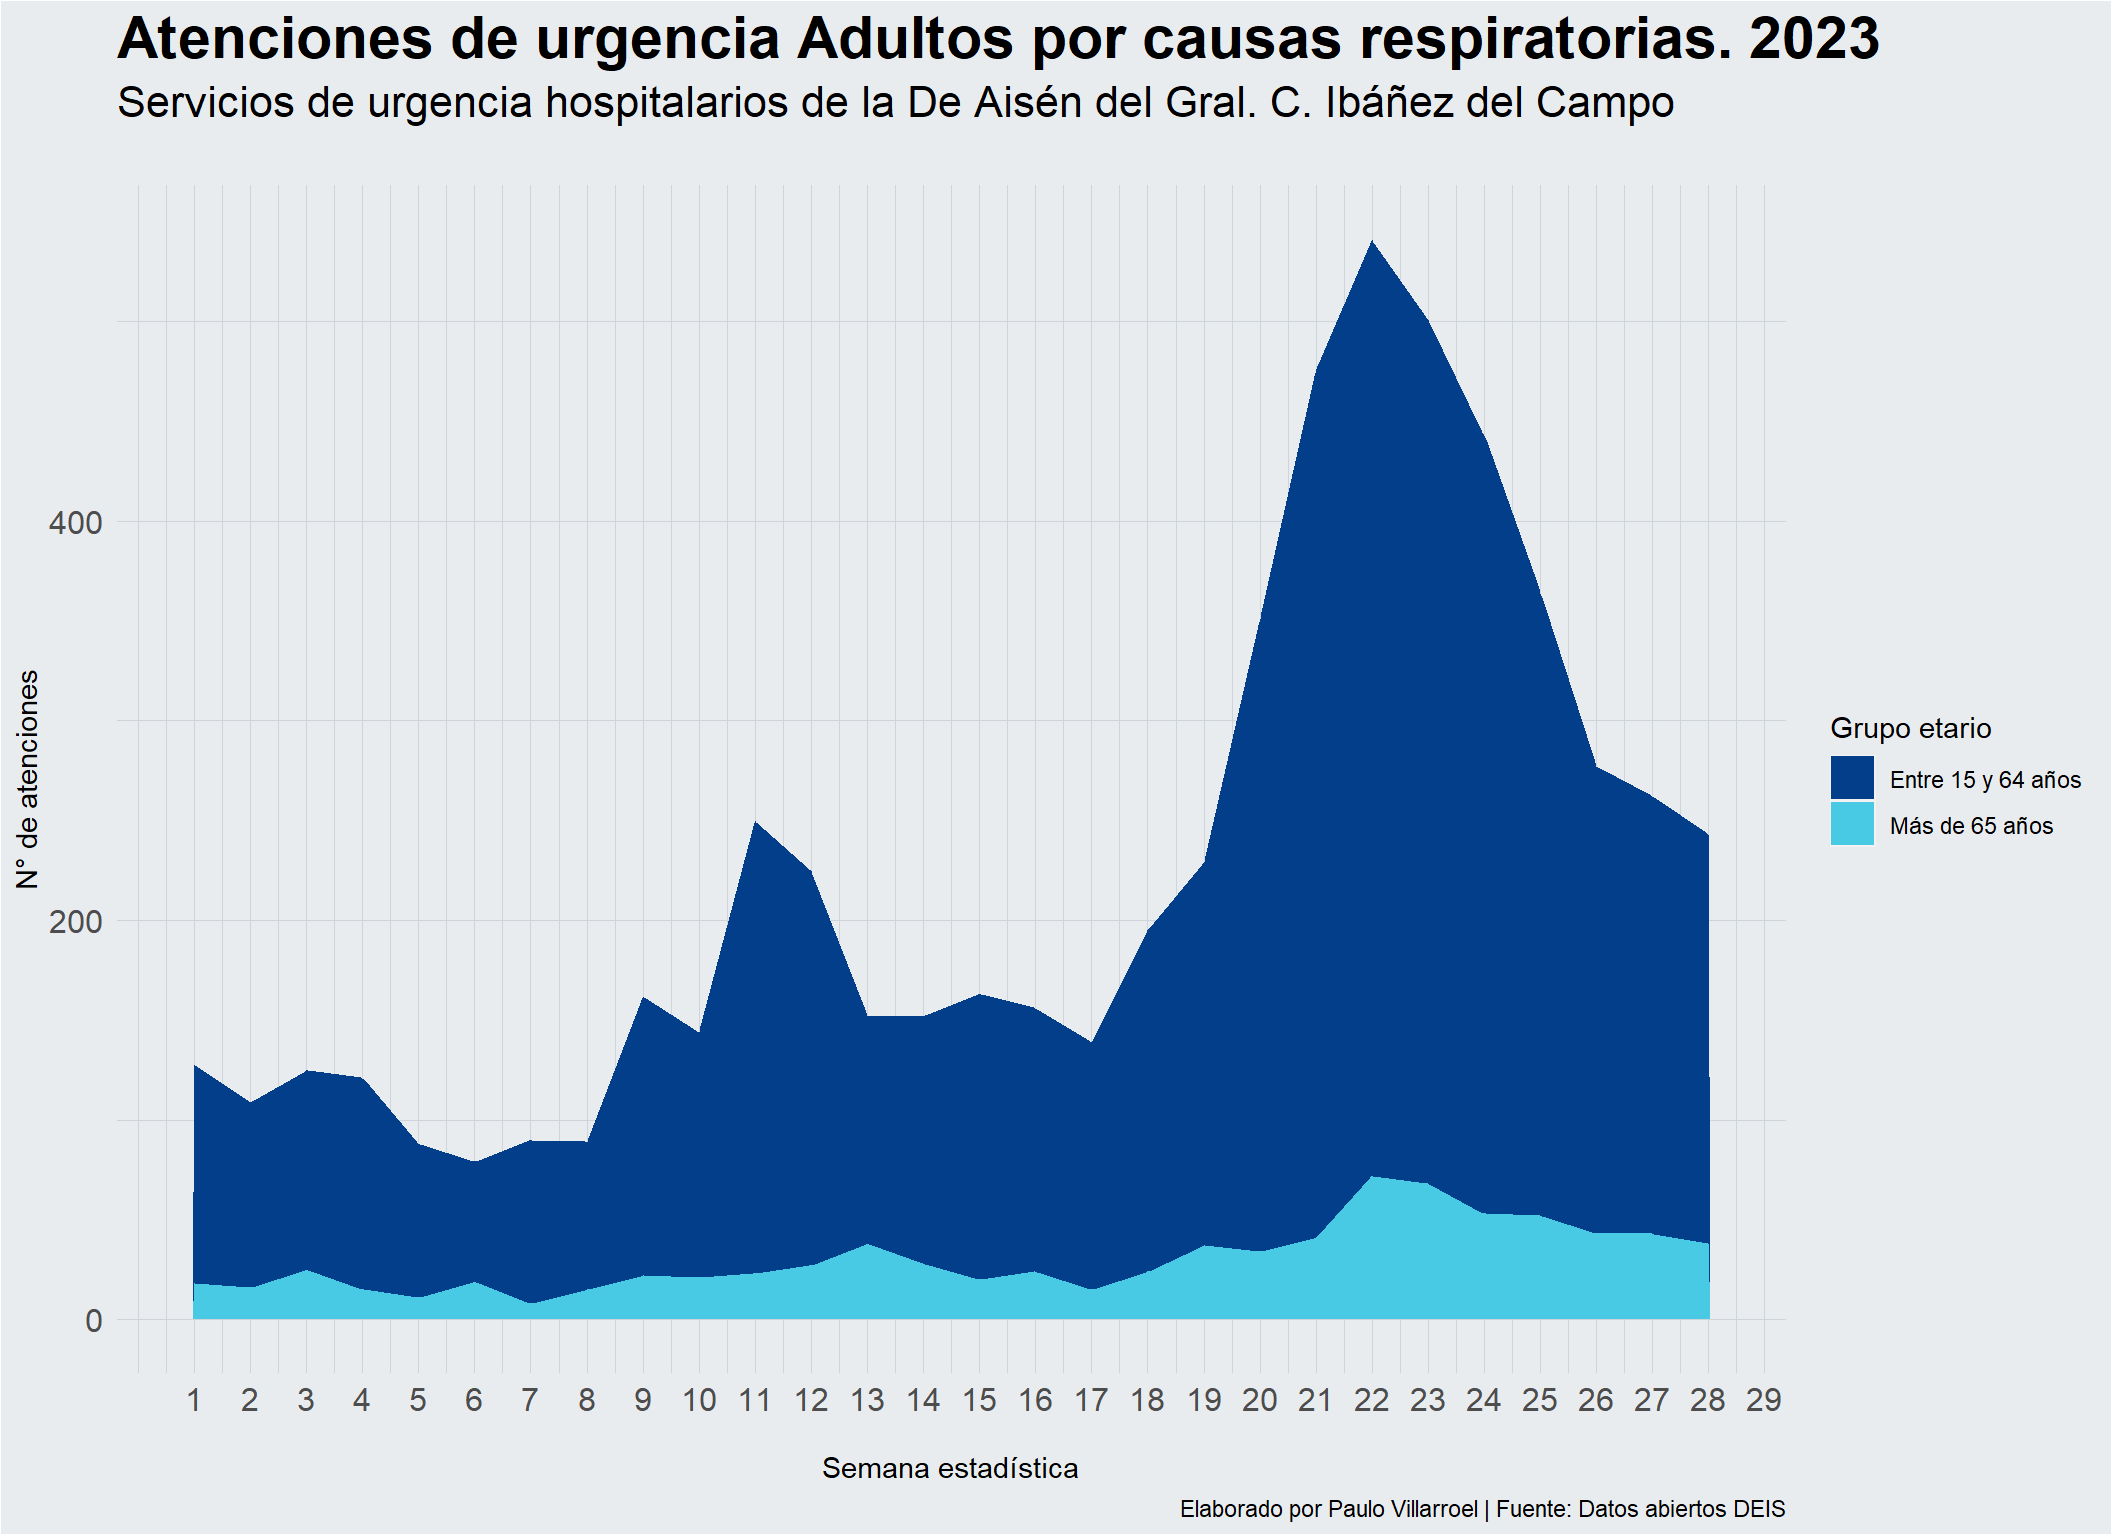 Atenciones de urgencia Adultos por causas respiratorias. 2023
Servicios de urgencia hospitalarios de la De Aisén del Gral. C. Ibáñez del Campo
N° de atenciones
400
200
0
1 2 3 4 5 6 7 8 9 10 11 12 13 14 15 16 17 18 19 20 21 22 23 24 25 26 27 28 29
Semana estadística
Grupo etario
Entre 15 y 64 años
Más de 65 años
Elaborado por Paulo Villarroel | Fuente: Datos abiertos DEIS